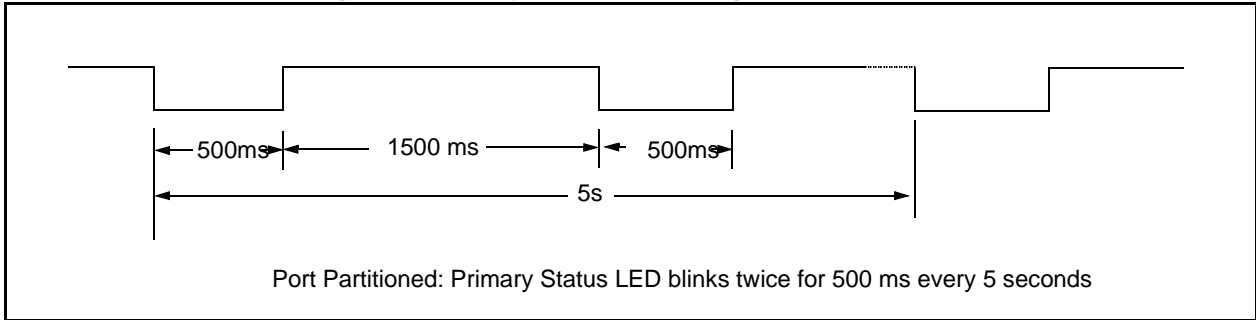 500ms 1500 ms 500ms
5s
Port Partitioned: Primary Status LED blinks twice for 500 ms every 5 seconds